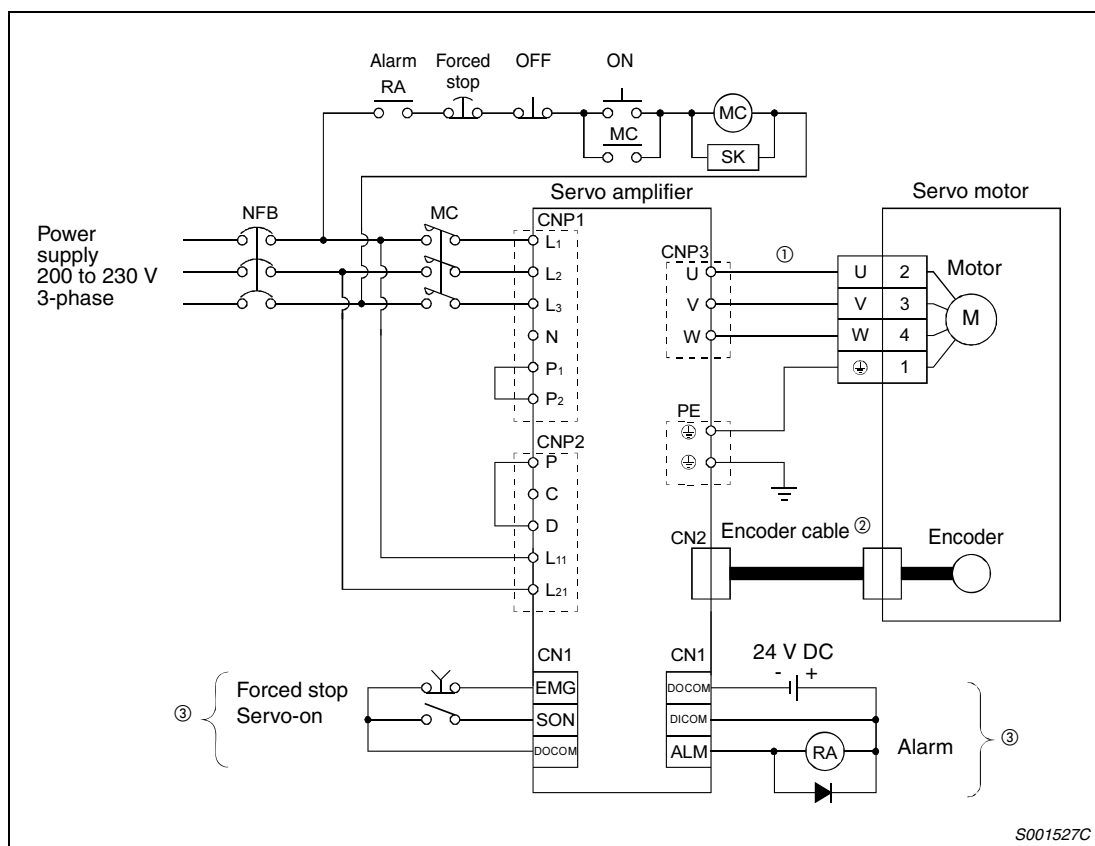 Alarm
RA
Forced
stop
OFF
ON
MC
MC
SK
Servo amplifier
Servo motor
Power
supply
200 to 230 V
3-phase
NFB
MC
CNP1
L1
L2
L3
N
P1
P2
CNP2
P
C
D
L11
L21
CNP3
U
V
W
①
U 2
V 3
W 4
1
Motor
M
PE
CN2
Encoder cable ②
Encoder
CN1
EMG
SON
DOCOM
③
Forced stop
Servo-on
CN1
DOCOM
DICOM
ALM
24 V DC
- +
RA
Alarm
③
S001527C